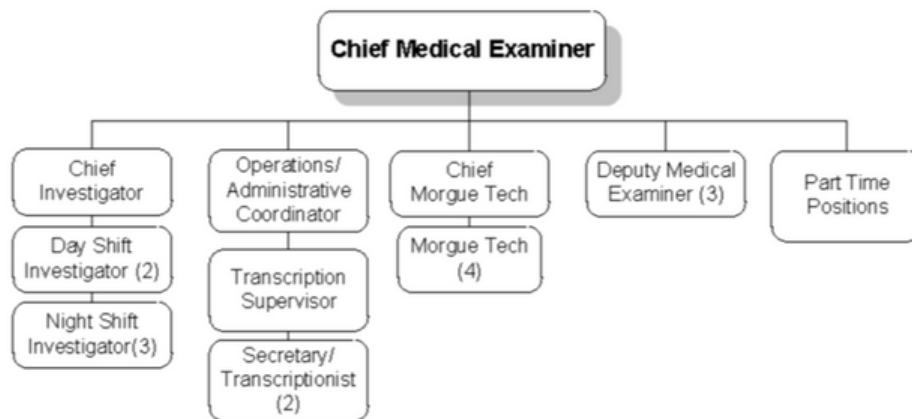 Chief Medical Examiner
Chief
Investigator
Day Shift
Investigator (2)
Night Shift
Investigator(3)
Operations/
Administrative
Coordinator
Transcription
Supervisor
Secretary/
Transcriptionist
(2)
Chief
Morgue Tech
Morgue Tech
(4)
Deputy Medical
Examiner (3)
Part Time
Positions